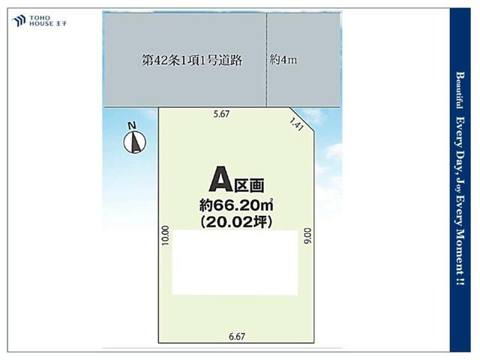 TOHO
HOUSE 王子
第42条1項1号道路
約4m
5.67
1.41
N
A区画
約66.20㎡
(20.02坪)
10.00
9.00
6.67
Beautiful Every Day, Joy Every Moment !!